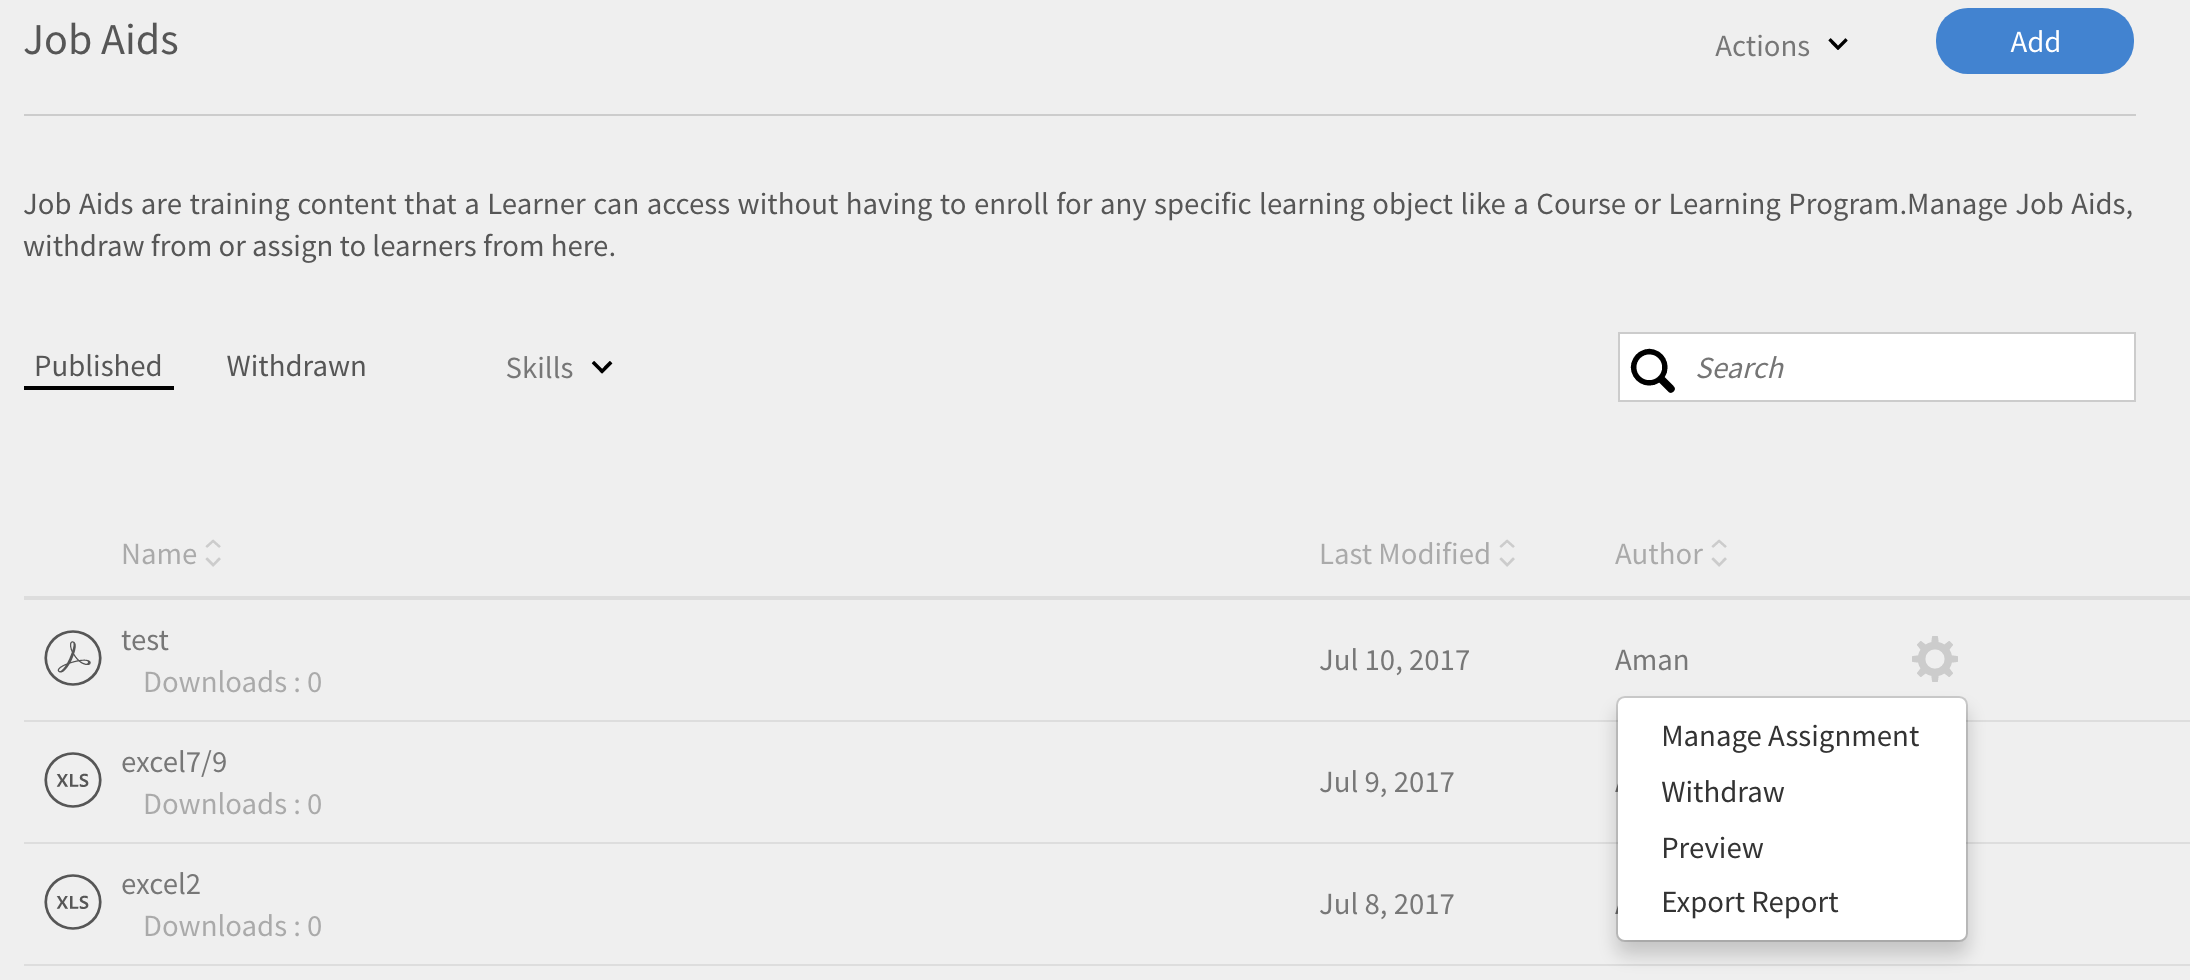 Job Aids
Actions
Add
Job Aids are training content that a Learner can access without having to enroll for any specific learning object like a Course or Learning Program.Manage Job Aids,
withdraw from or assign to learners from here.
Published Withdrawn Skills
Search
Name Last Modified Author
test
Downloads : 0
Jul 10, 2017 Aman
XLS
excel7/9
Downloads : 0
Jul 9, 2017
XLS
excel2
Downloads : 0
Jul 8, 2017
Manage Assignment
Withdraw
Preview
Export Report